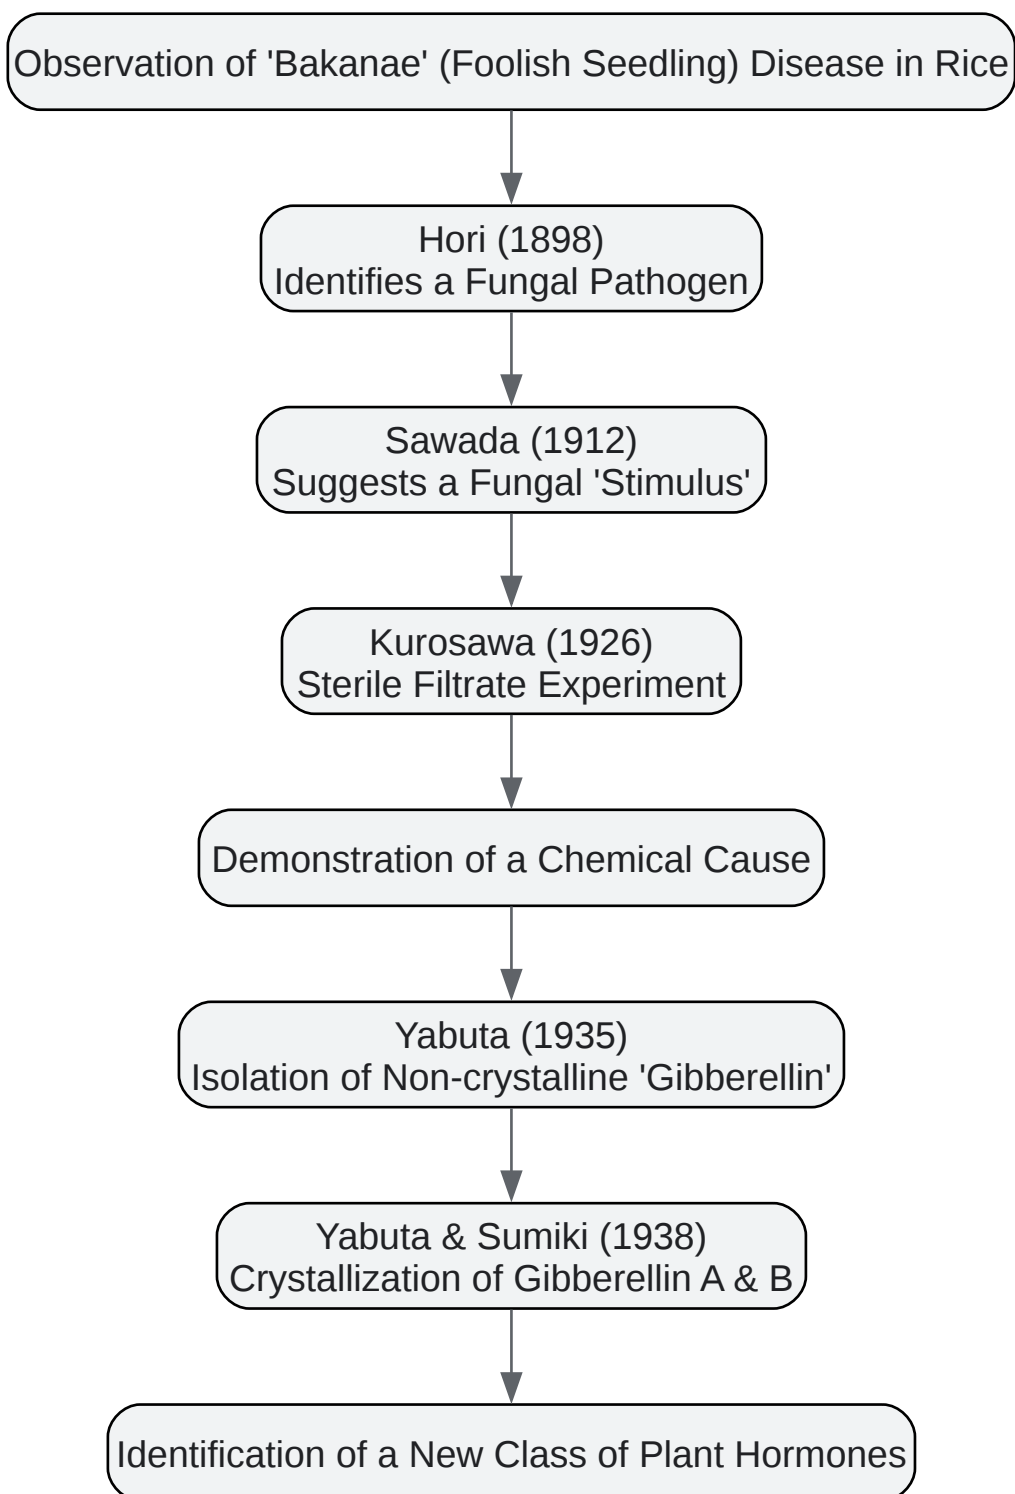 Observation of 'Bakanae' (Foolish Seedling) Disease in Rice
Hori (1898)
Identifies a Fungal Pathogen
Sawada (1912)
Suggests a Fungal 'Stimulus'
Kurosawa (1926)
Sterile Filtrate Experiment
Demonstration of a Chemical Cause
Yabuta (1935)
Isolation of Non-crystalline 'Gibberellin'
Yabuta & Sumiki (1938)
Crystallization of Gibberellin A & B
Identification of a New Class of Plant Hormones